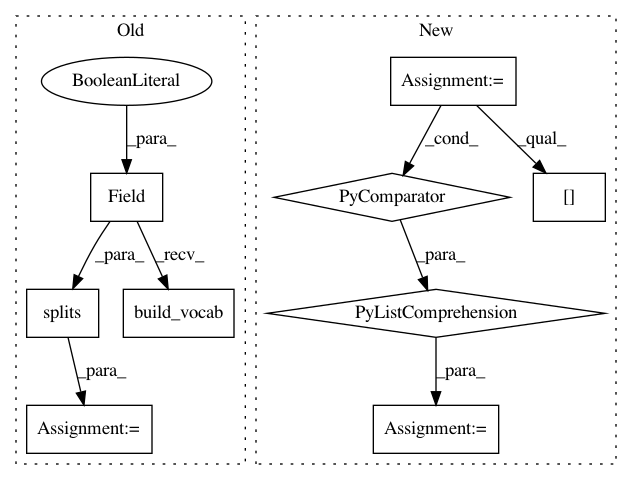 Old
New
BooleanLiteral
Assignment:=
_para_
_cond_
_qual_
Field
PyComparator
[]
_para_
_recv_
_para_
splits
build_vocab
PyListComprehension
_para_
_para_
Assignment:=
Assignment:=